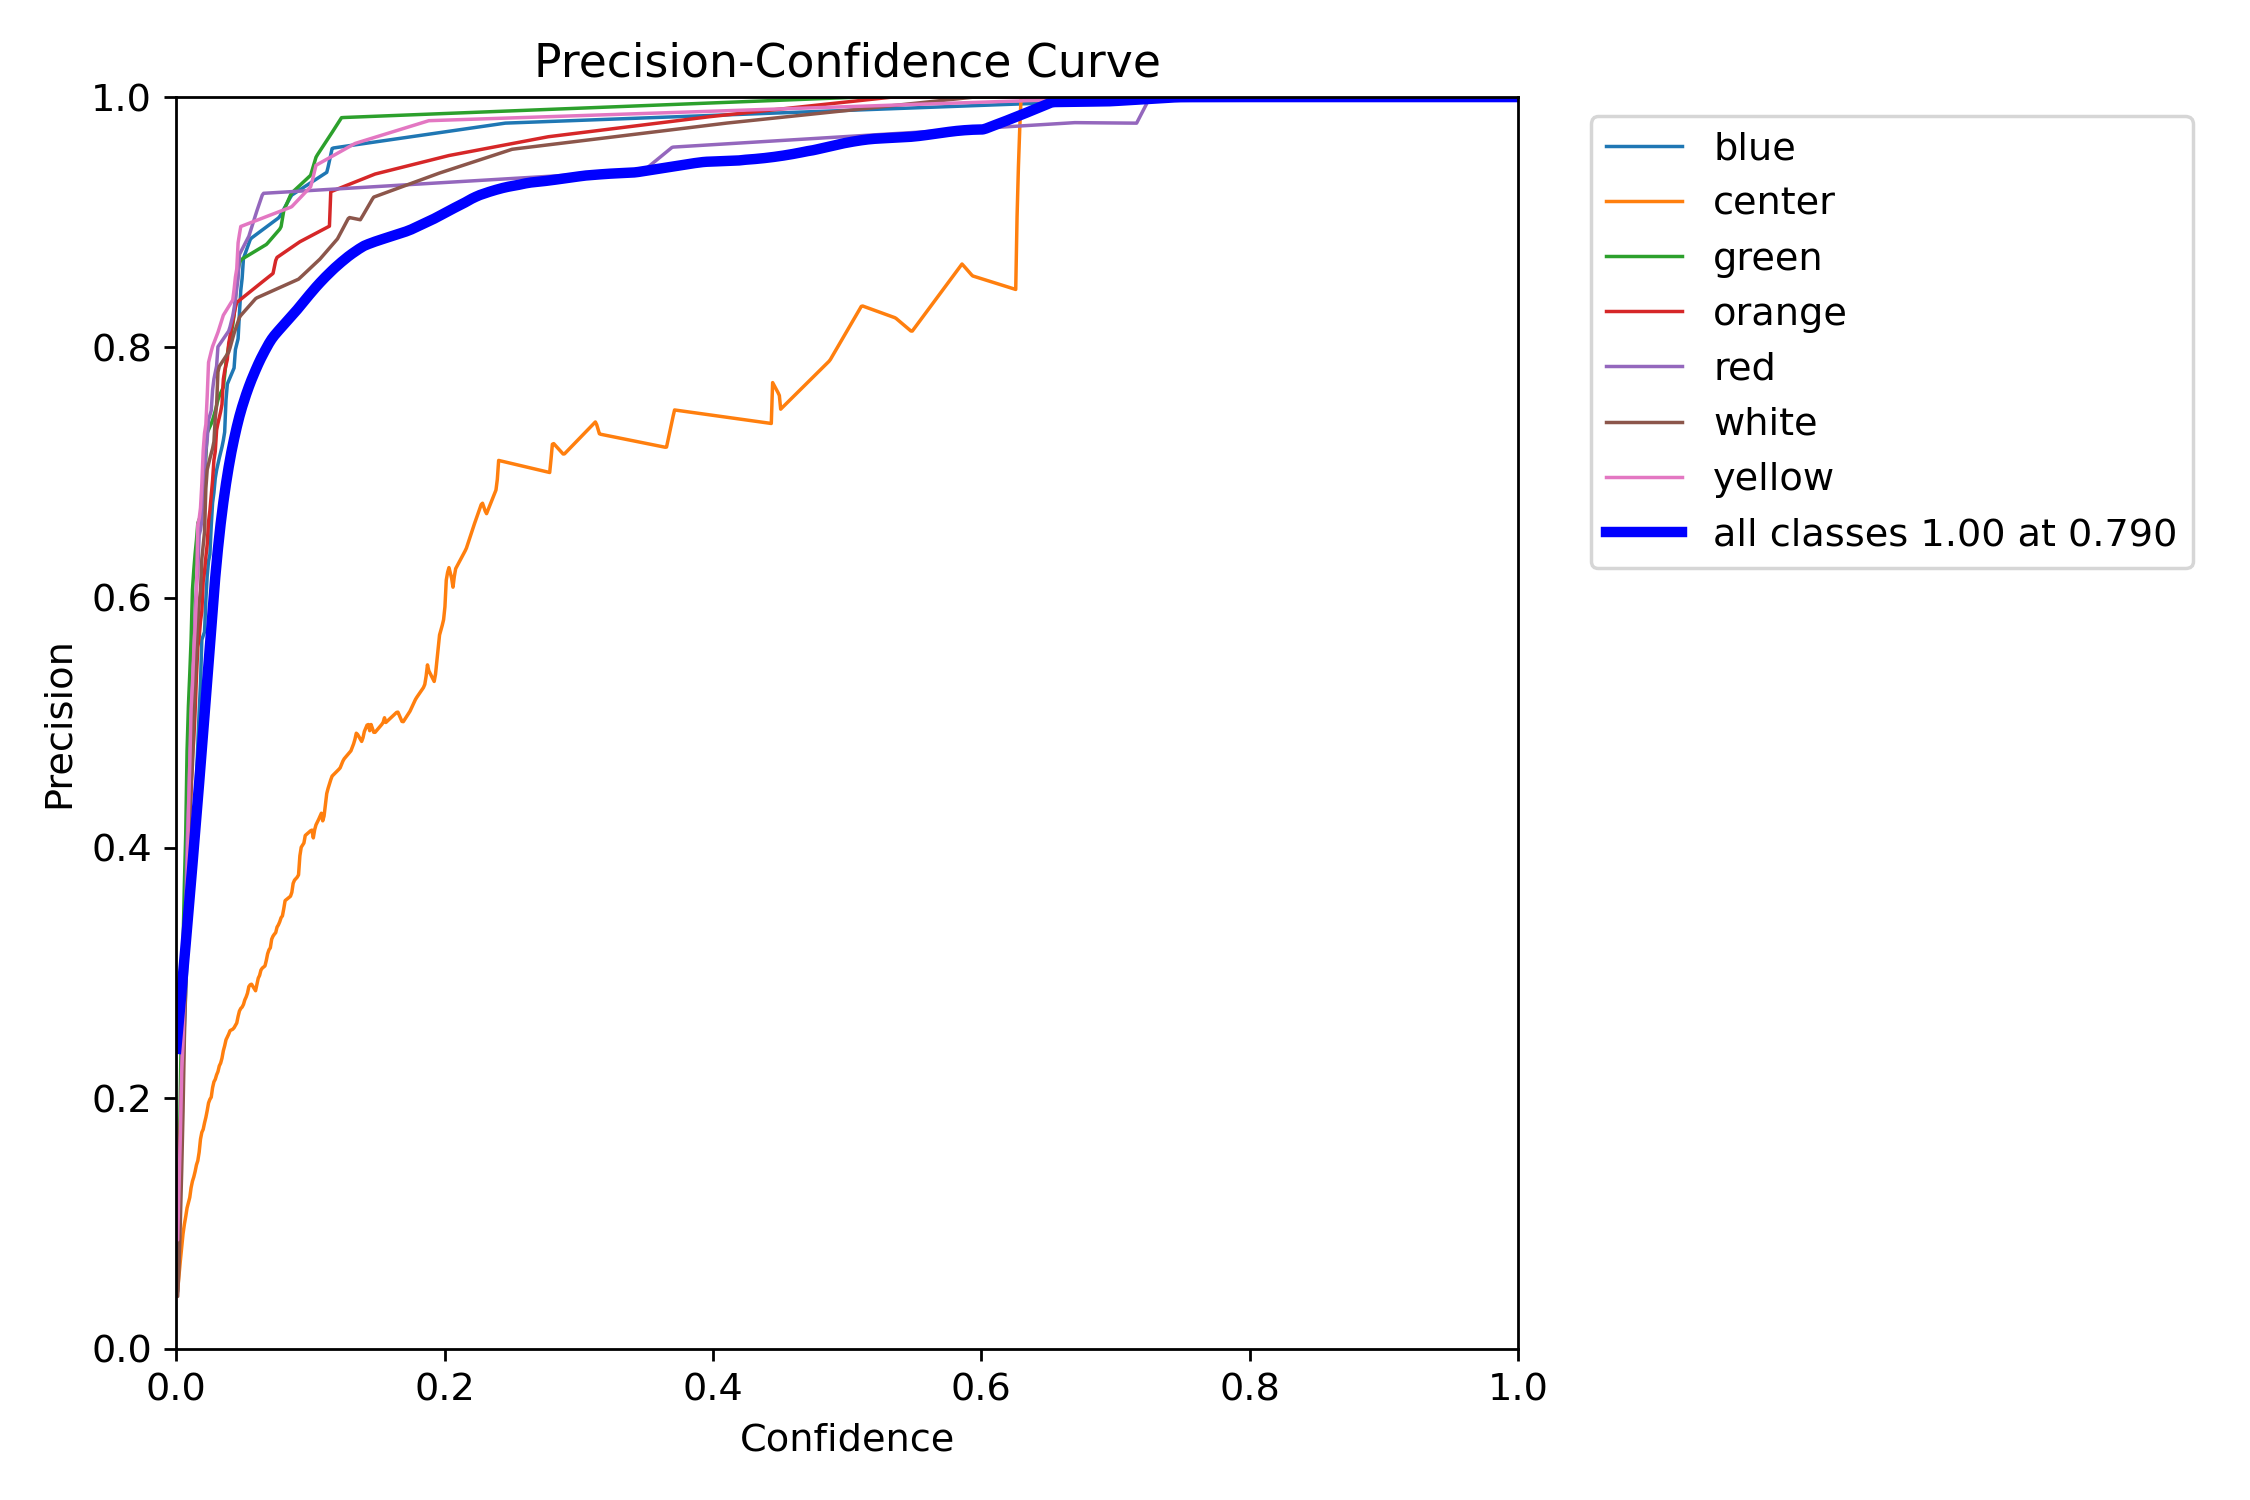 Precision-Confidence Curve
1.0
0.8
0.6
0.4
0.2
0.0
Precision
0.0 0.2 0.4 0.6 0.8 1.0
Confidence
blue
center
green
orange
red
white
yellow
all classes 1.00 at 0.790